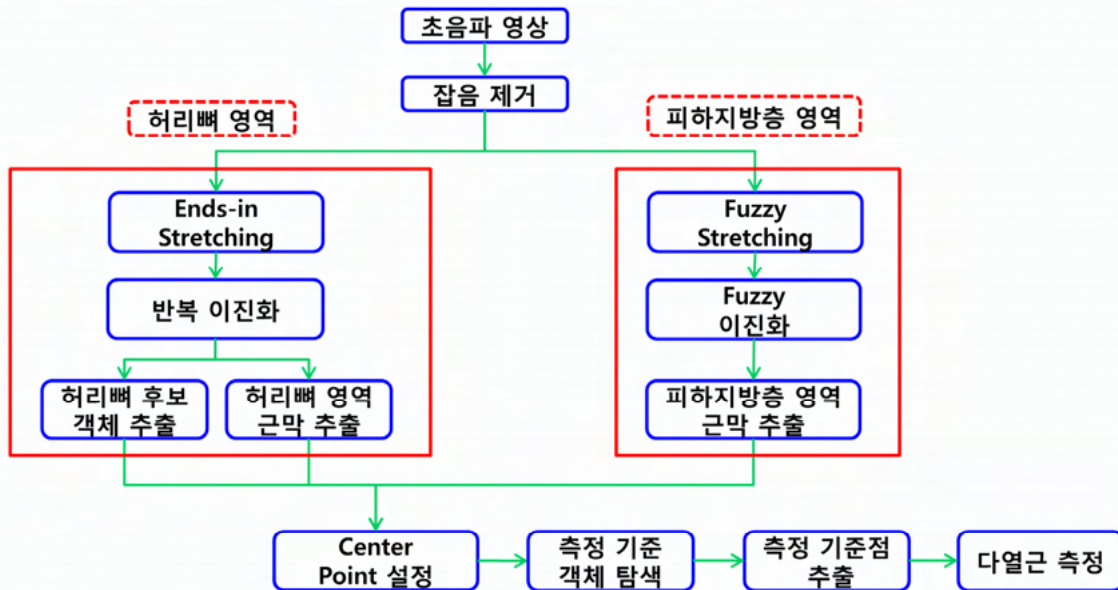 초음파 영상
잡음 제거
허리뼈 영역
피하지방층 영역
Ends-in
Stretching
Fuzzy
Stretching
반복 이진화
Fuzzy
이진화
허리뼈 후보
객체 추출
허리뼈 영역
근막 추출
피하지방층 영역
근막 추출
Center
Point 설정
측정 기준
객체 탐색
측정 기준점
추출
다열근 측정